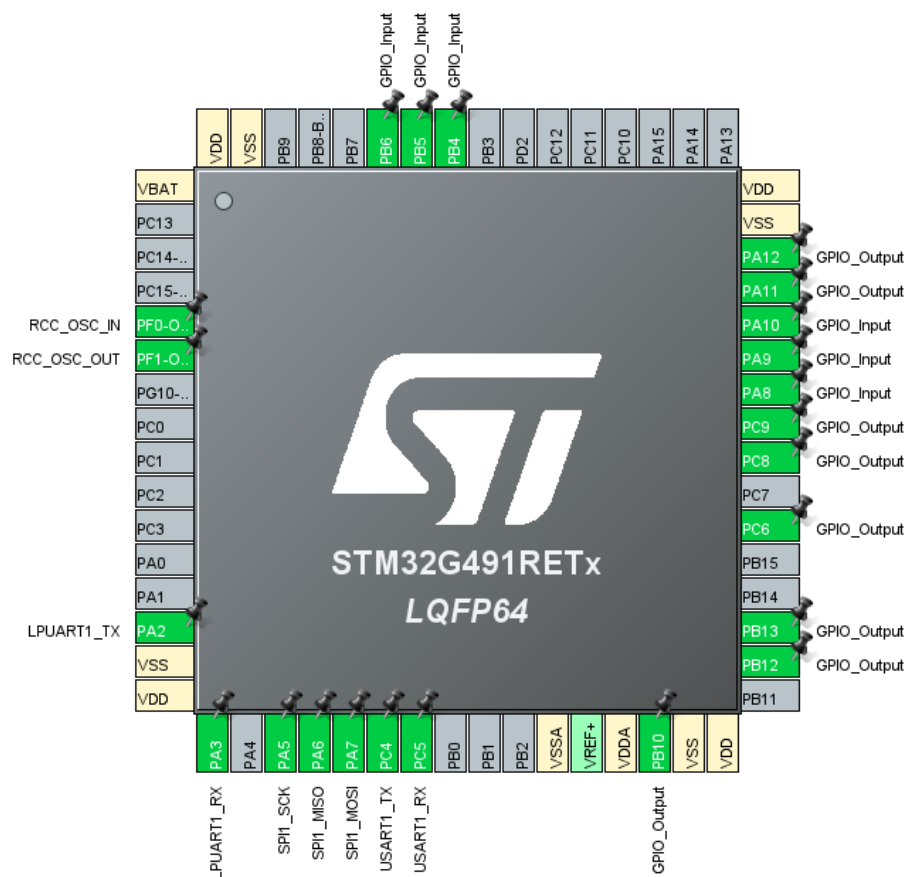 GPIO_Input
GPIO_Input
GPIO_Input
VDD
VSS
PB9
PB8-B..
PB7
PB6
PB5
PB4
PB3
PD2
PC12
PC11
PC10
PA15
PA14
PA13
VBAT
PC13
PC14-..
PC15-..
RCC_OSC_IN PF0-O..
RCC_OSC_OUT PF1-O..
PG10-..
PC0
PC1
PC2
PC3
PA0
PA1
LPUART1_TX PA2
VSS
VDD
VDD
VSS
PA12 GPIO_Output
PA11 GPIO_Output
PA10 GPIO_Input
PA9 GPIO_Input
PA8 GPIO_Input
PC9 GPIO_Output
PC8 GPIO_Output
PC7
PC6 GPIO_Output
PB15
PB14
PB13 GPIO_Output
PB12 GPIO_Output
PB11
ST
STM32G491RETx
LQFP64
PA3
PA4
PA5
PA6
PA7
PC4
PC5
PB0
PB1
PB2
VSSA
VREF+
VDDA
PB10
VSS
VDD
LPUART1_RX
SPI1_SCK
SPI1_MISO
SPI1_MOSI
USART1_TX
USART1_RX
GPIO_Output